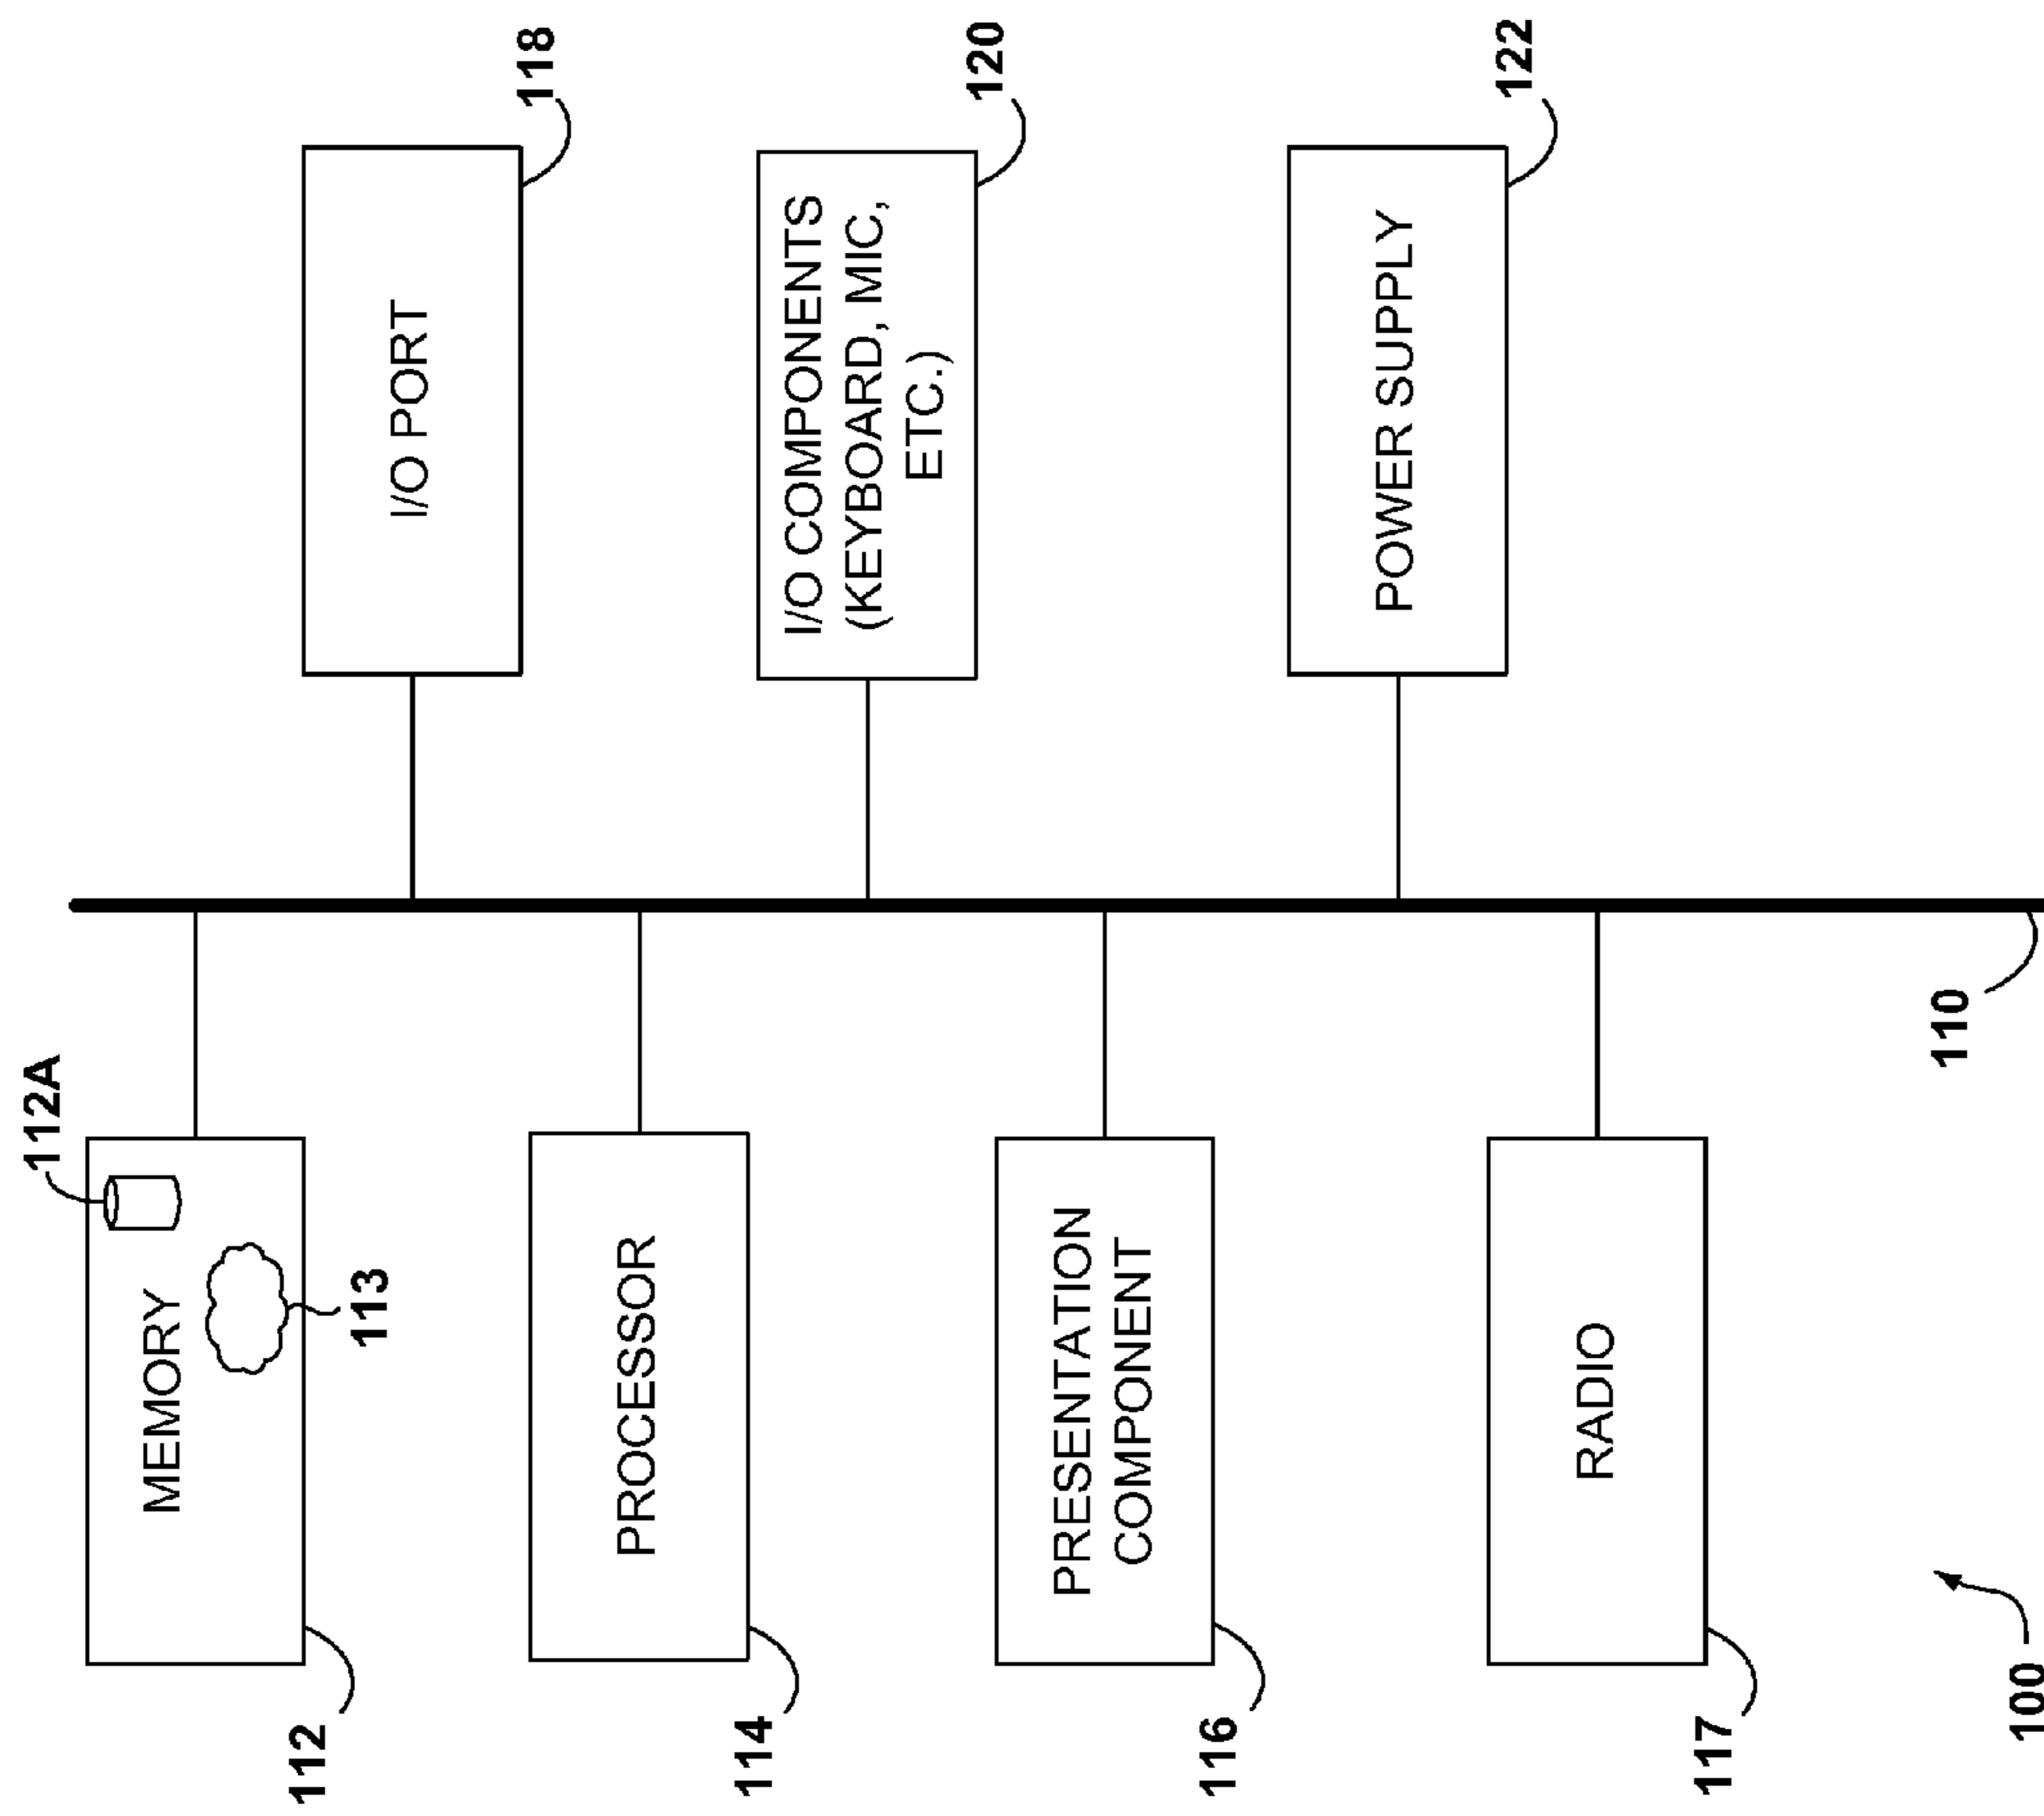 112A
MEMORY
113
112
I/O PORT
118
PROCESSOR
114
I/O COMPONENTS
(KEYBOARD, MIC,
ETC.)
120
PRESENTATION
COMPONENT
116
POWER SUPPLY
122
RADIO
117
110
100